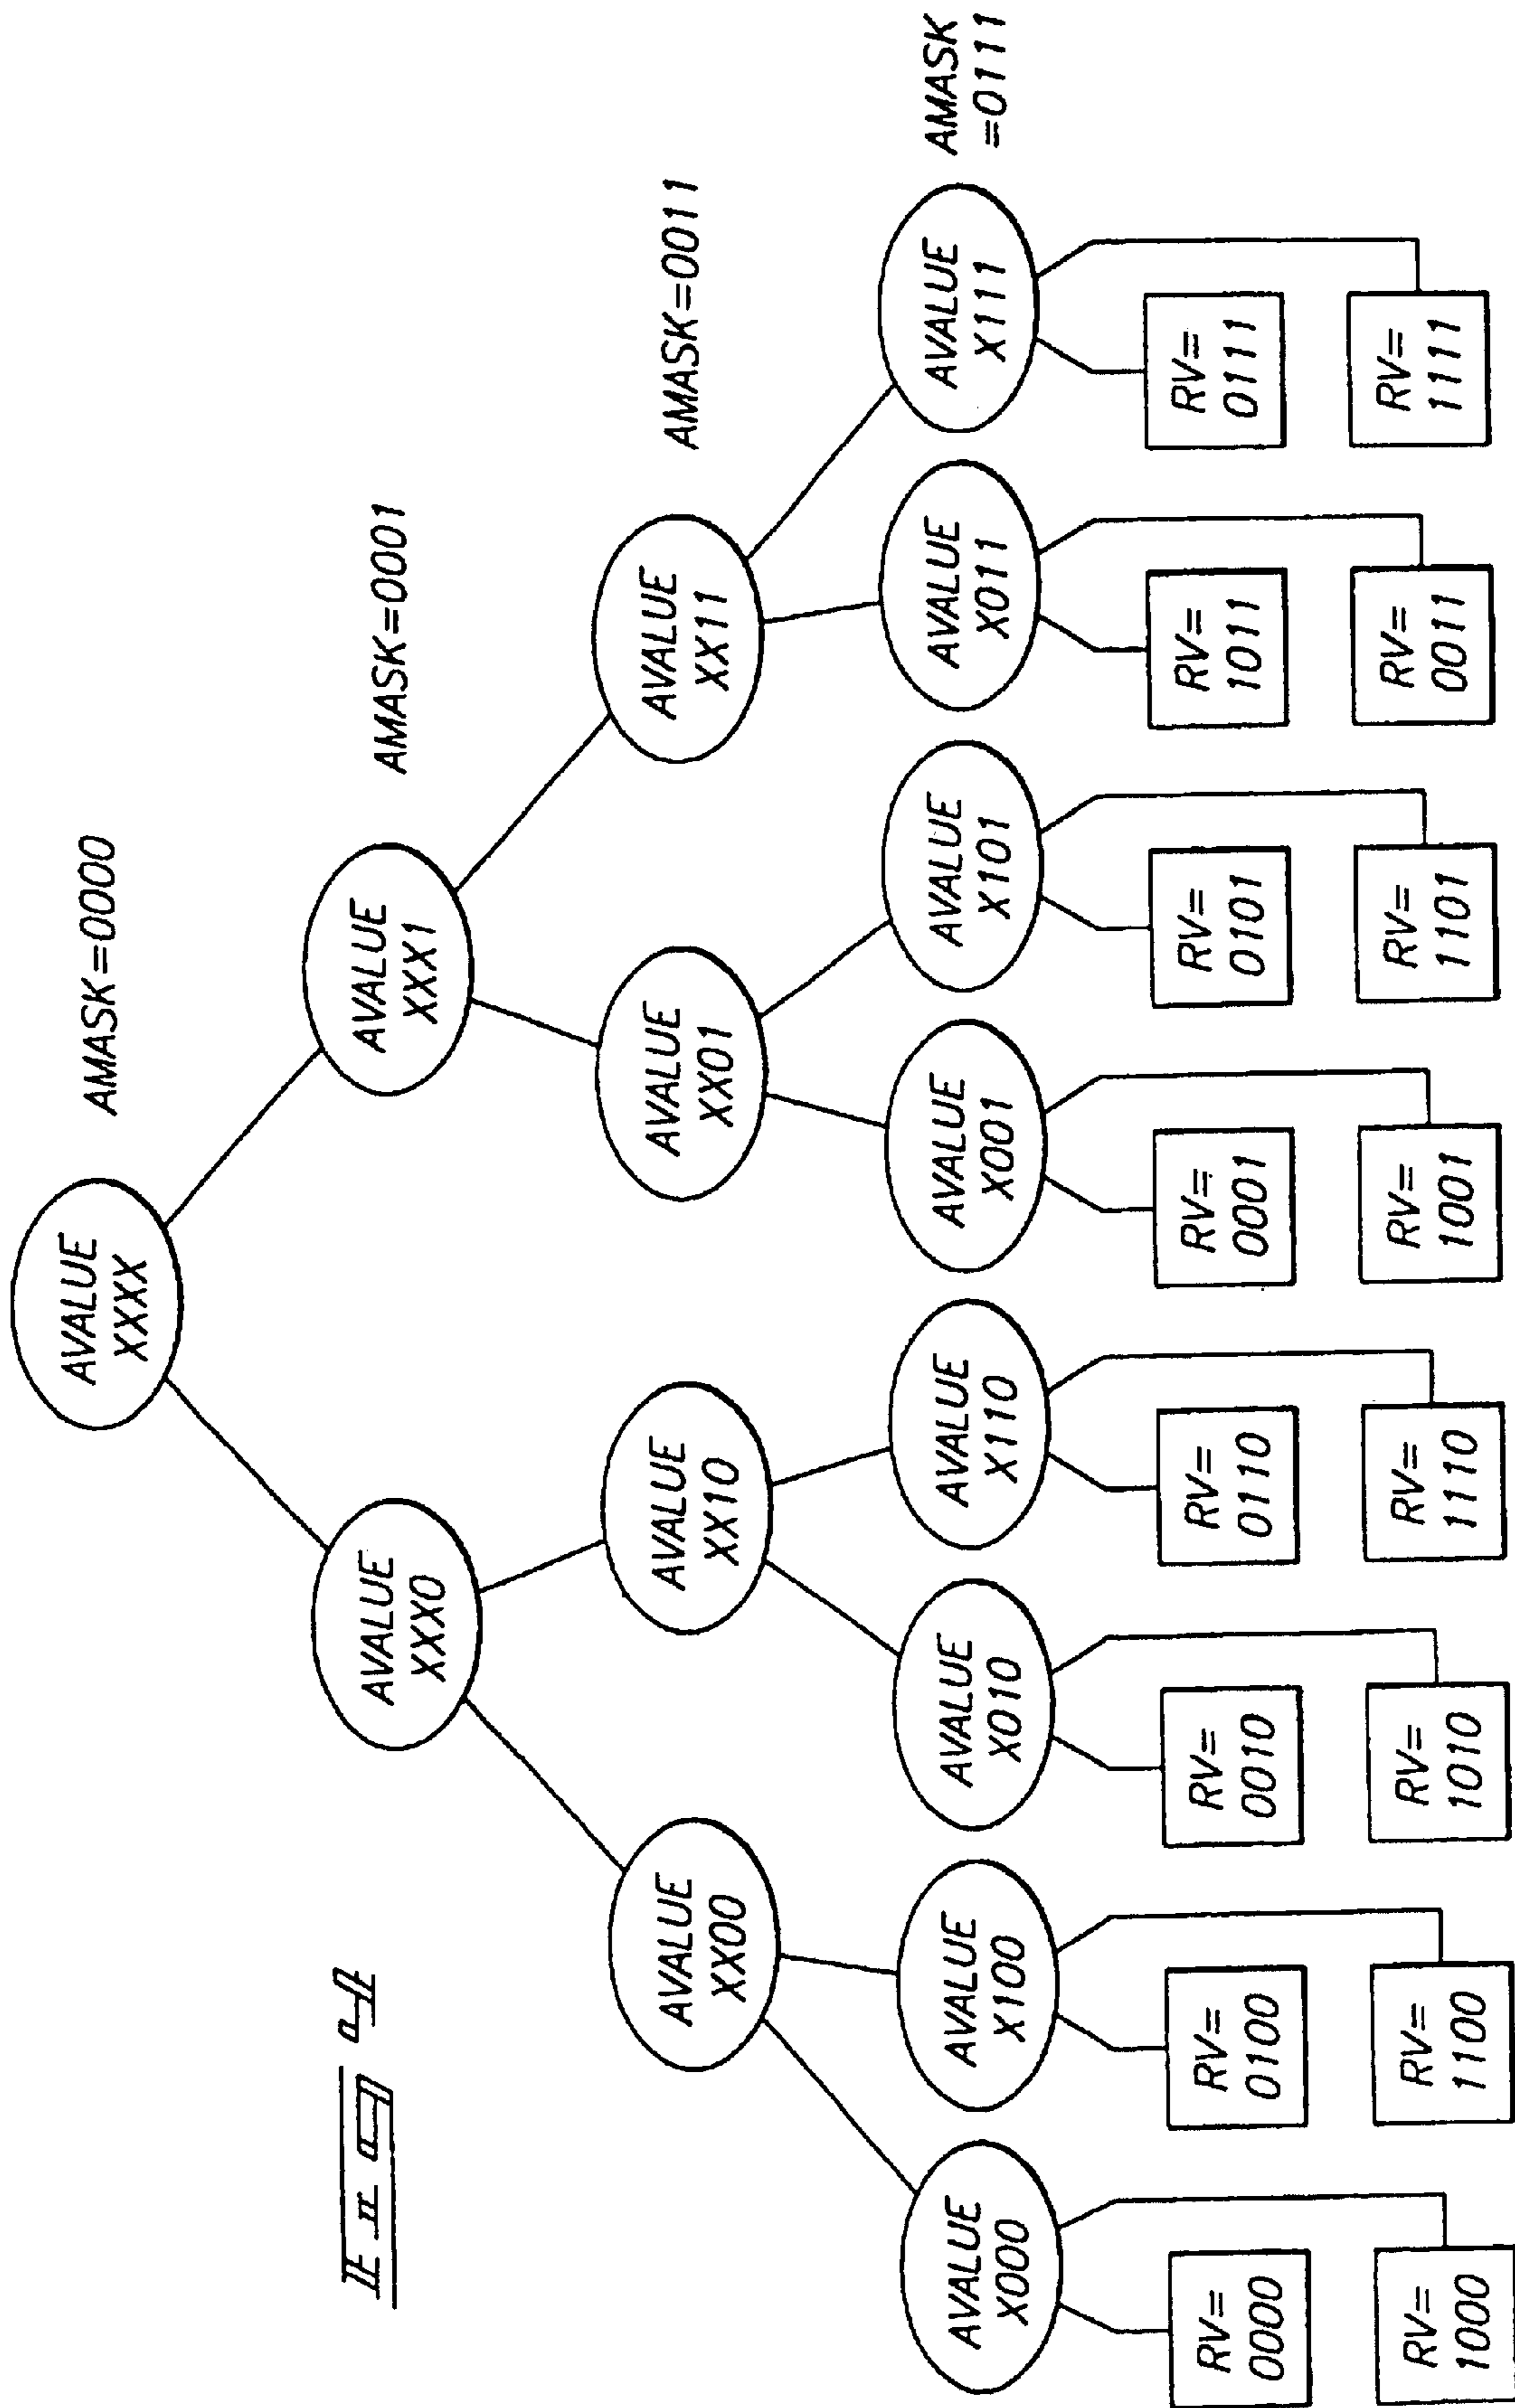 AVALUE
XXXX
AMASK=0000
Fig. 4
AVALUE
XXX0
AVALUE
XXX1
AMASK=0001
AVALUE
XX00
AVALUE
XX10
AVALUE
XX01
AVALUE
XX11
AMASK=0011
AVALUE
X000
AVALUE
X100
AVALUE
X010
AVALUE
X110
AVALUE
X001
AVALUE
X101
AVALUE
X011
AVALUE
X111
AMASK
=0111
RV=
0000
RV=
0100
RV=
0010
RV=
0110
RV=
0001
RV=
0101
RV=
1011
RV=
0111
RV=
1000
RV=
1100
RV=
1010
RV=
1110
RV=
1001
RV=
1101
RV=
0011
RV=
1111